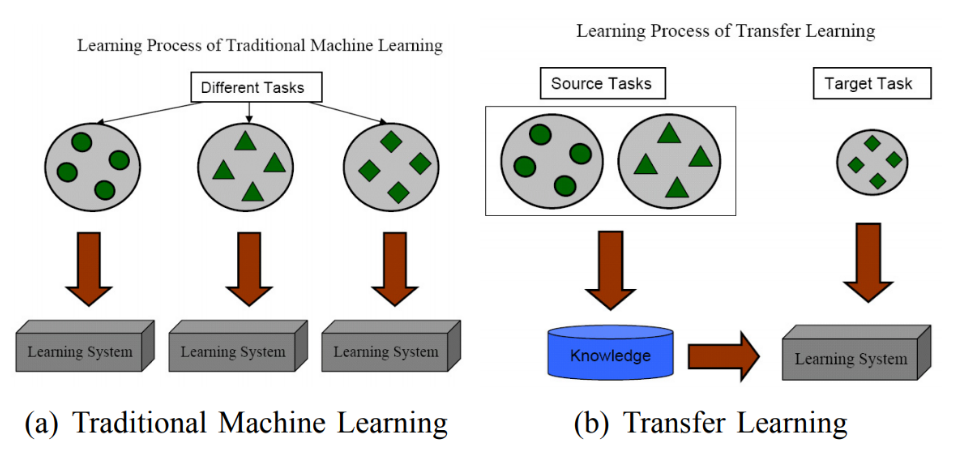 Learning Process of Traditional Machine Learning
Different Tasks
Learning System
Learning System
Learning System
(a) Traditional Machine Learning
Learning Process of Transfer Learning
Source Tasks
Target Task
Knowledge
Learning System
(b) Transfer Learning